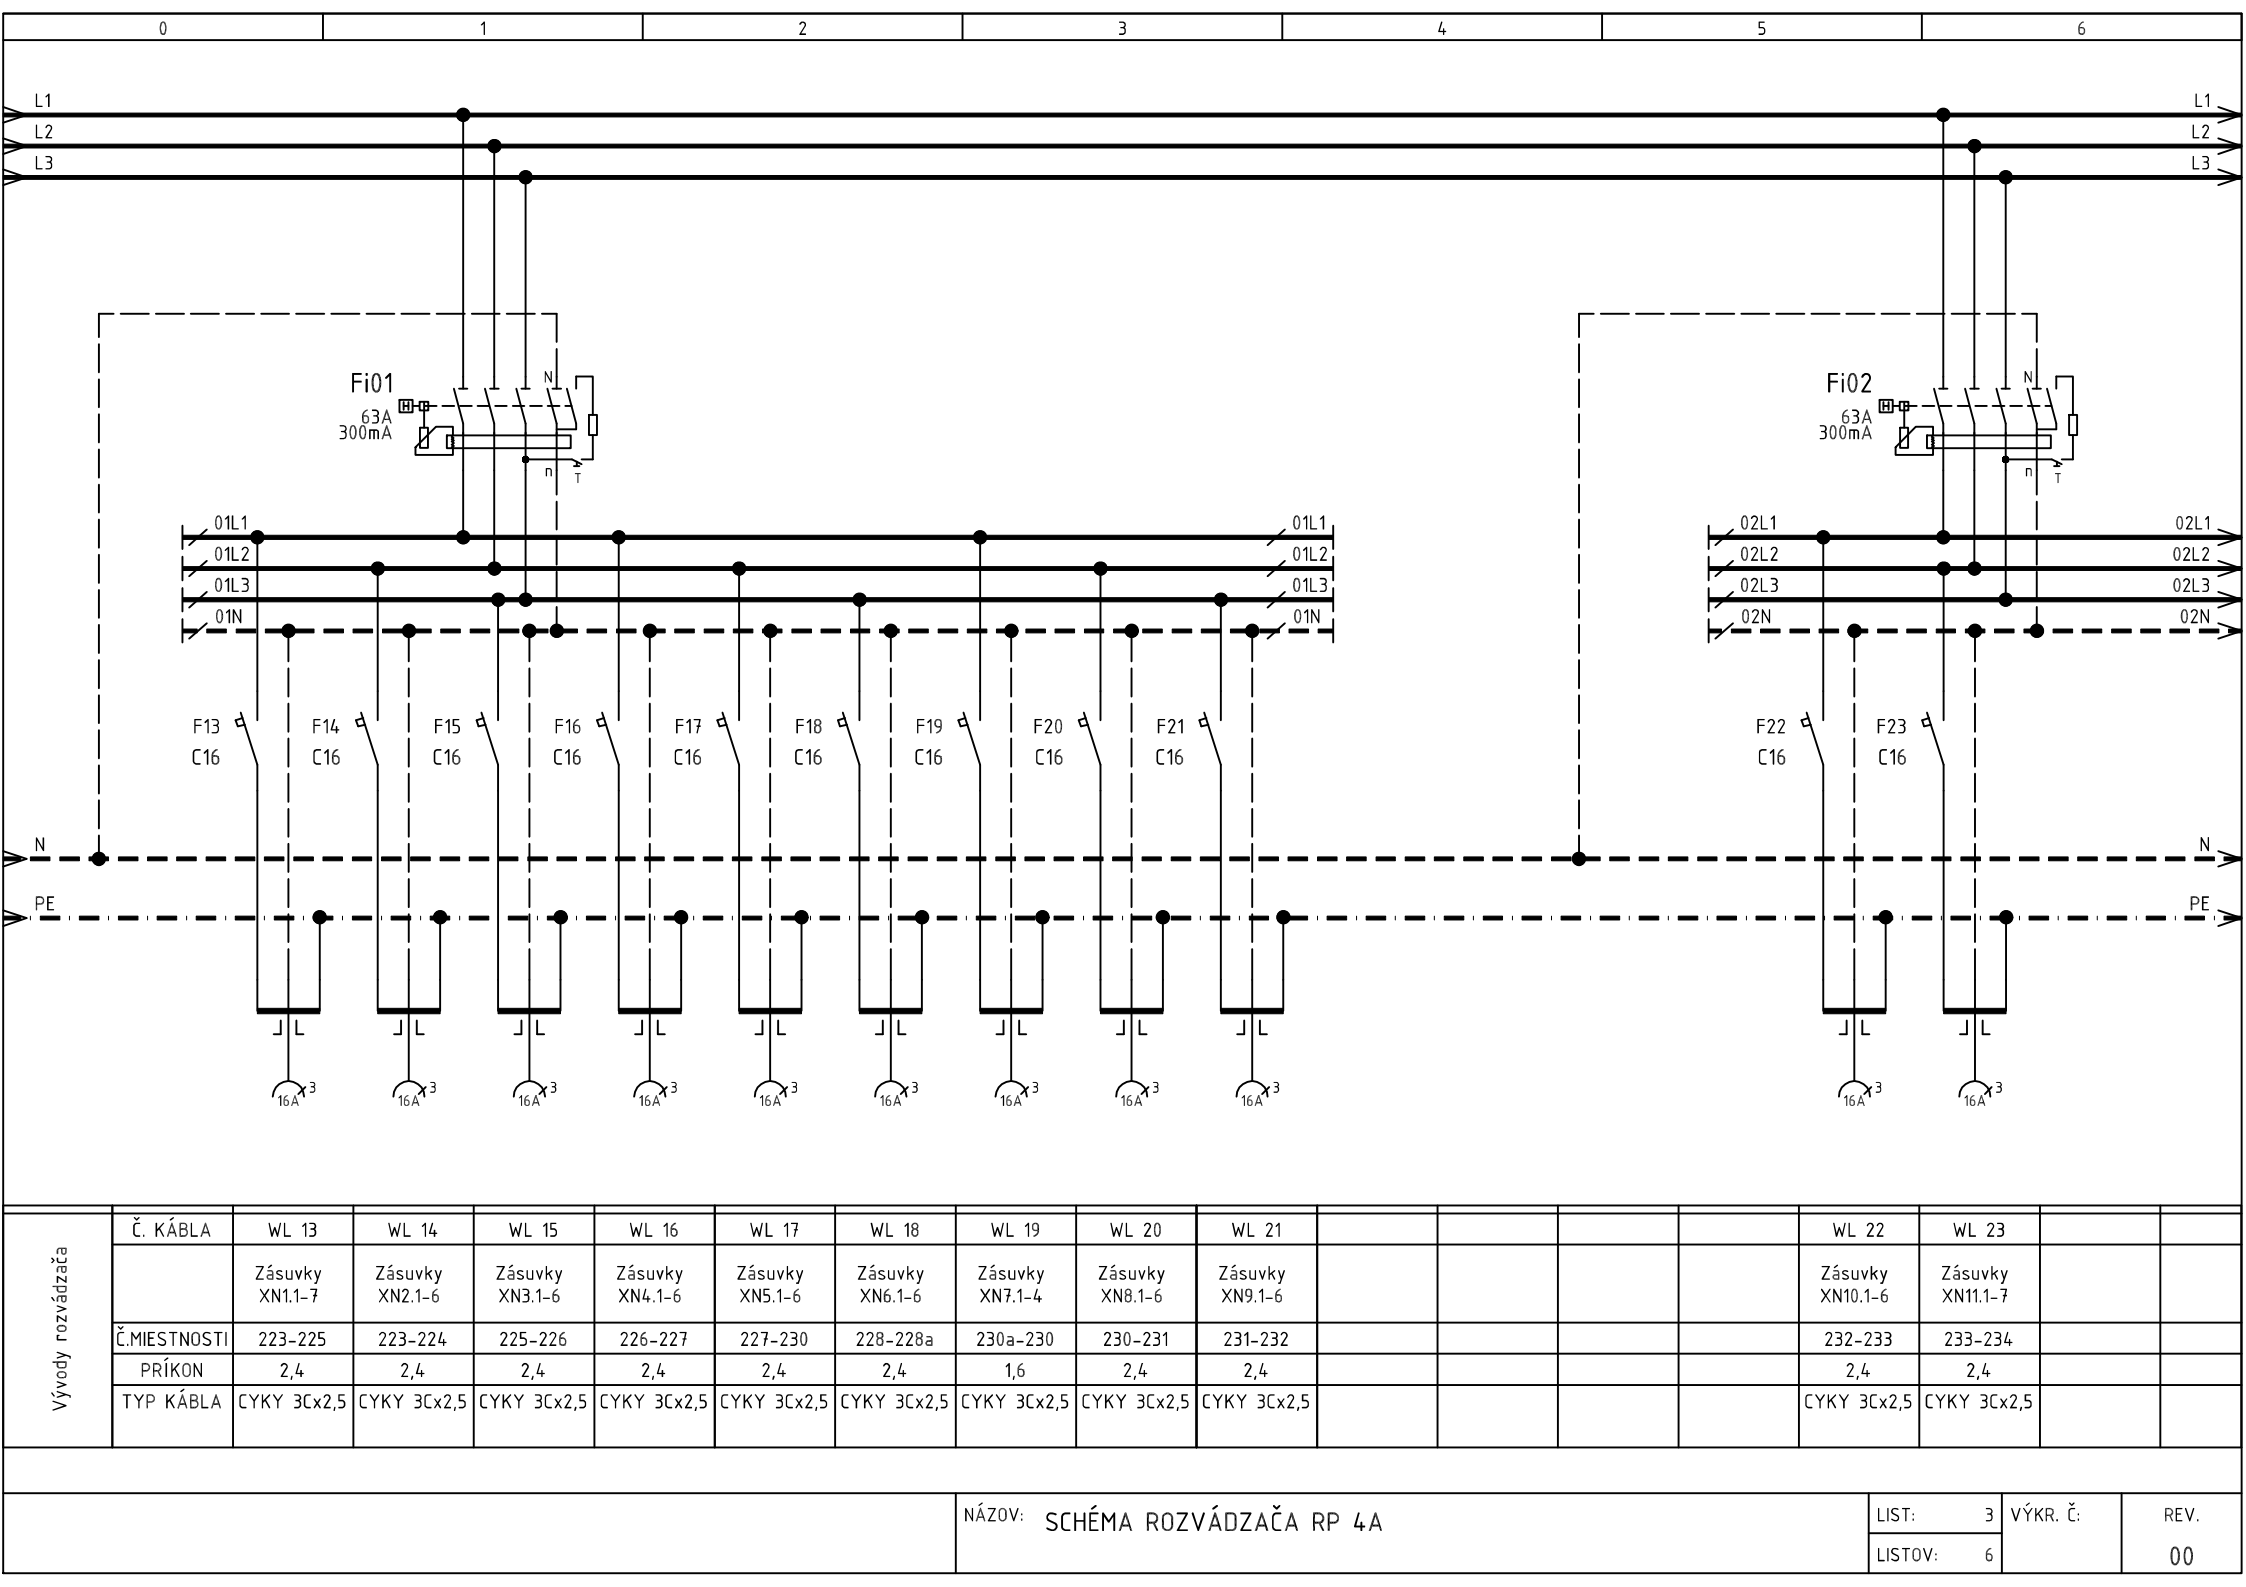 0 1 2 3 4 5 6
L1 L1
L2 L2
L3 L3
Fi01 N Fi02 N
63A 63A
300mA 300mA
n T n T
01L1 01L1 02L1 02L1
01L2 01L2 02L2 02L2
01L3 01L3 02L3 02L3
01N 01N 02N 02N
F13 F14 F15 F16 F17 F18 F19 F20 F21 F22 F23
C16 C16 C16 C16 C16 C16 C16 C16 C16 C16 C16
N N
PE PE
3 3 3 3 3 3 3 3 3 3 3
16A 16A 16A 16A 16A 16A 16A 16A 16A 16A 16A
Vývody rozvádzača
Č. KÁBLA WL 13 WL 14 WL 15 WL 16 WL 17 WL 18 WL 19 WL 20 WL 21 WL 22 WL 23
Zásuvky Zásuvky Zásuvky Zásuvky Zásuvky Zásuvky Zásuvky Zásuvky Zásuvky Zásuvky Zásuvky
XN1.1-7 XN2.1-6 XN3.1-6 XN4.1-6 XN5.1-6 XN6.1-6 XN7.1-4 XN8.1-6 XN9.1-6 XN10.1-6 XN11.1-7
Č.MIESTNOSTI 223-225 223-224 225-226 226-227 227-230 228-228a 230a-230 230-231 231-232 232-233 233-234
PRÍKON 2,4 2,4 2,4 2,4 2,4 2,4 1,6 2,4 2,4 2,4 2,4
TYP KÁBLA CYKY 3Cx2,5 CYKY 3Cx2,5 CYKY 3Cx2,5 CYKY 3Cx2,5 CYKY 3Cx2,5 CYKY 3Cx2,5 CYKY 3Cx2,5 CYKY 3Cx2,5 CYKY 3Cx2,5 CYKY 3Cx2,5 CYKY 3Cx2,5
NÁZOV: SCHÉMA ROZVÁDZAČA RP 4A LIST: 3 VÝKR. Č: REV.
LISTOV: 6 00